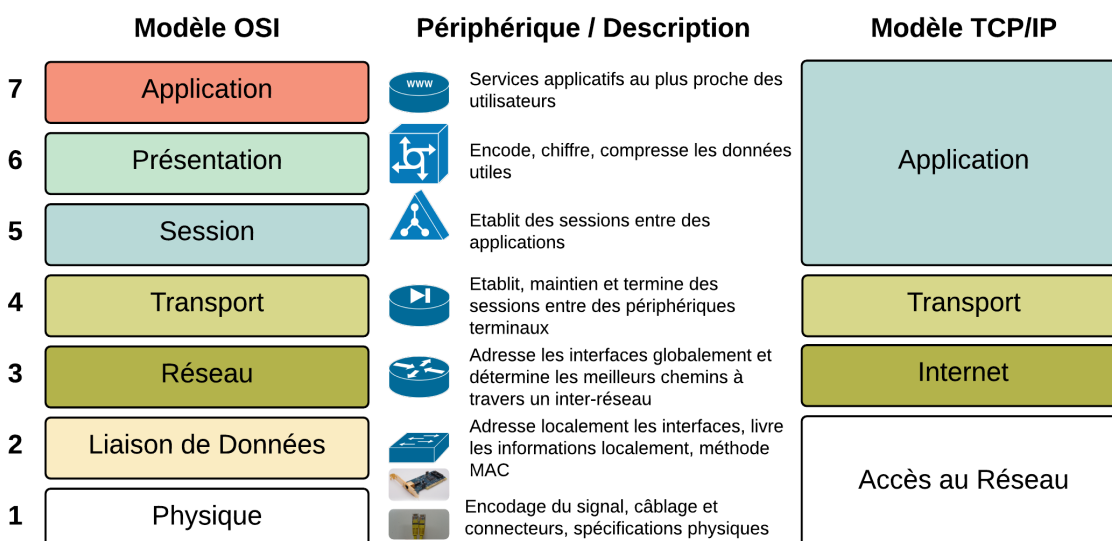 Modèle OSI
Périphérique / Description
Modèle TCP/IP
7
Application
www
Services applicatifs au plus proche des
utilisateurs
6
Présentation
Encode, chiffre, compresse les données
utiles
Application
5
Session
Etablit des sessions entre des
applications
4
Transport
Etablit, maintien et termine des
sessions entre des périphériques
terminaux
Transport
3
Réseau
Adresse les interfaces globalement et
détermine les meilleurs chemins à
travers un inter-réseau
Internet
2
Liaison de Données
Adresse localement les interfaces, livre
les informations localement, méthode
MAC
Accès au Réseau
1
Physique
Encodage du signal, câblage et
connecteurs, spécifications physiques